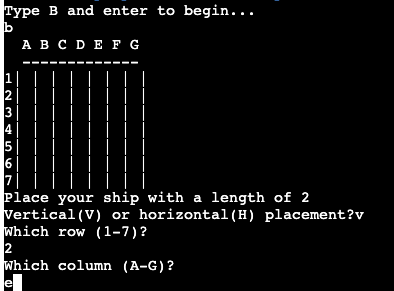 Type B and enter to begin...
b
  A B C D E F G
  -------------
1| | | | | | | |
2| | | | | | | |
3| | | | | | | |
4| | | | | | | |
5| | | | | | | |
6| | | | | | | |
7| | | | | | | |
Place your ship with a length of 2
Vertical(V) or horizontal(H) placement?v
Which row (1-7)?
2
Which column (A-G)?
e